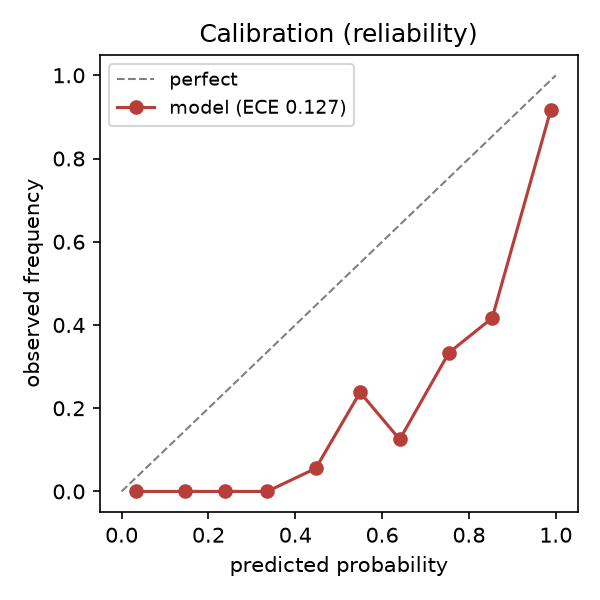 Calibration (reliability)
perfect
model (ECE 0.127)
observed frequency
1.0
0.8
0.6
0.4
0.2
0.0
0.0 0.2 0.4 0.6 0.8 1.0
predicted probability